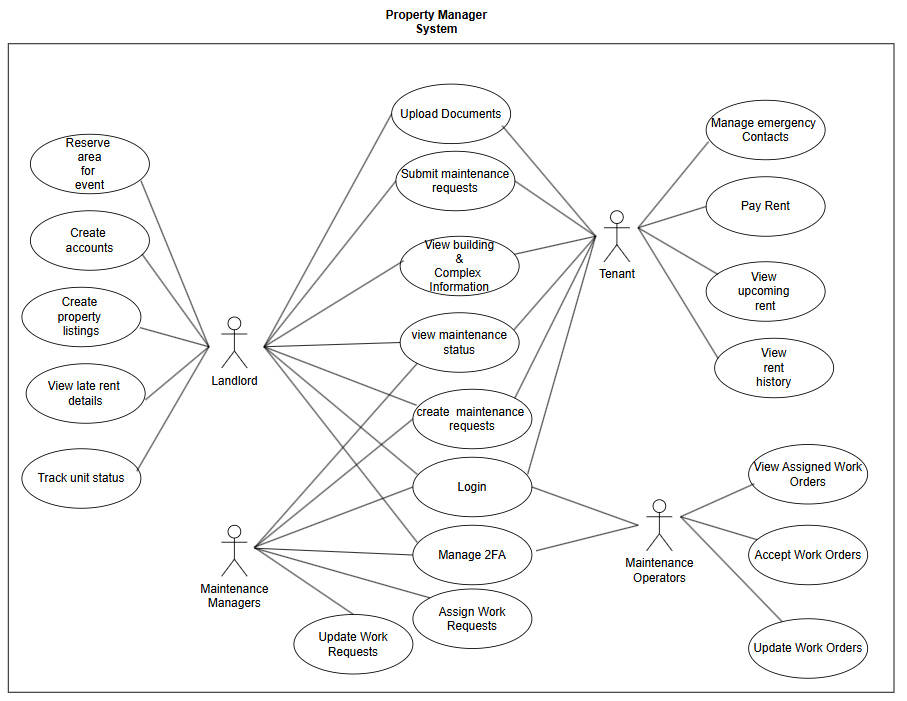 Property Manager
System
Upload Documents
Reserve
area
for
event
Submit maintenance
requests
Manage emergency
Contacts
Pay Rent
Create
accounts
View building
&
Complex
Information
Tenant
View
upcoming
rent
Create
property
listings
view maintenance
status
Landlord
View
rent
history
View late rent
details
create  maintenance
requests
Track unit status
Login
View Assigned Work
Orders
Manage 2FA
Maintenance
Operators
Accept Work Orders
Maintenance
Managers
Assign Work
Requests
Update Work
Requests
Update Work Orders